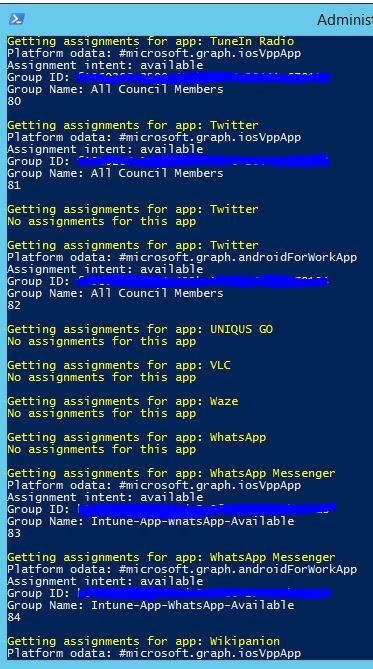 Administ
Getting assignments for app: TuneIn Radio
Platform odata: #microsoft.graph.iosVppApp
Assignment intent: available
Group ID:
Group Name: All Council Members
80
Getting assignments for app: Twitter
Platform odata: #microsoft.graph.iosVppApp
Assignment intent: available
Group ID:
Group Name: All Council Members
81
Getting assignments for app: Twitter
No assignments for this app
Getting assignments for app: Twitter
Platform odata: #microsoft.graph.androidForWorkApp
Assignment intent: available
Group ID:
Group Name: All Council Members
82
Getting assignments for app: UNIQUS GO
No assignments for this app
Getting assignments for app: VLC
No assignments for this app
Getting assignments for app: Waze
No assignments for this app
Getting assignments for app: WhatsApp
No assignments for this app
Getting assignments for app: WhatsApp Messenger
Platform odata: #microsoft.graph.iosVppApp
Assignment intent: available
Group ID:
Group Name: Intune-App-WhatsApp-Available
83
Getting assignments for app: WhatsApp Messenger
Platform odata: #microsoft.graph.androidForWorkApp
Assignment intent: available
Group ID:
Group Name: Intune-App-WhatsApp-Available
84
Getting assignments for app: Wikipanion
Platform odata: #microsoft.graph.iosVppApp